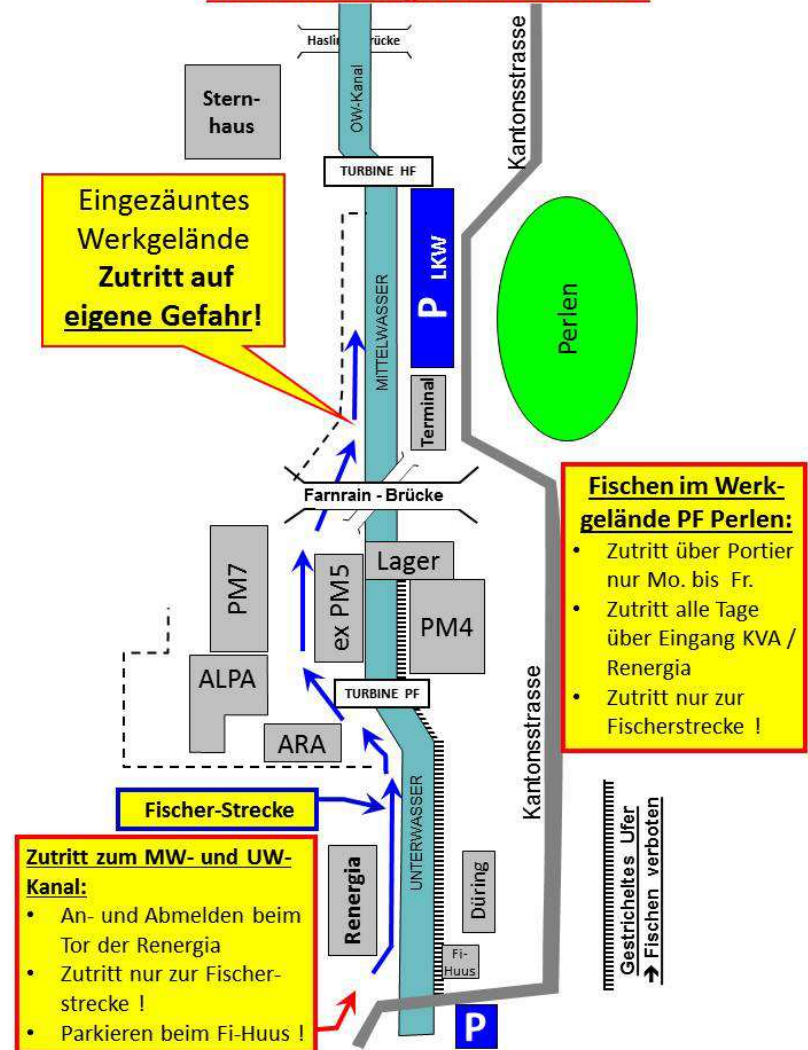 Haslirücke
OW-Kanal
Kantonsstrasse
Stern-
haus
TURBINE HF
Eingezäuntes
Werkgelände
Zutritt auf
eigene Gefahr!
P LKW
MITTELWASSER
Perlen
Terminal
Farnrain - Brücke
Fischen im Werk-
gelände PF Perlen:
• Zutritt über Portier
nur Mo. bis Fr.
• Zutritt alle Tage
über Eingang KVA /
Renergia
• Zutritt nur zur
Fischerstrecke !
PM7
ex PM5
Lager
PM4
ALPA
TURBINE PF
ARA
Kantonsstrasse
Fischer-Strecke
UNTERWASSER
Zutritt zum MW- und UW-
Kanal:
• An- und Abmelden beim
Tor der Renergia
• Zutritt nur zur Fischer-
strecke !
• Parkieren beim Fi-Huus !
Renergia
Düring
Fi-
Huus
P
Gestricheltes Ufer
➔ Fischen verboten